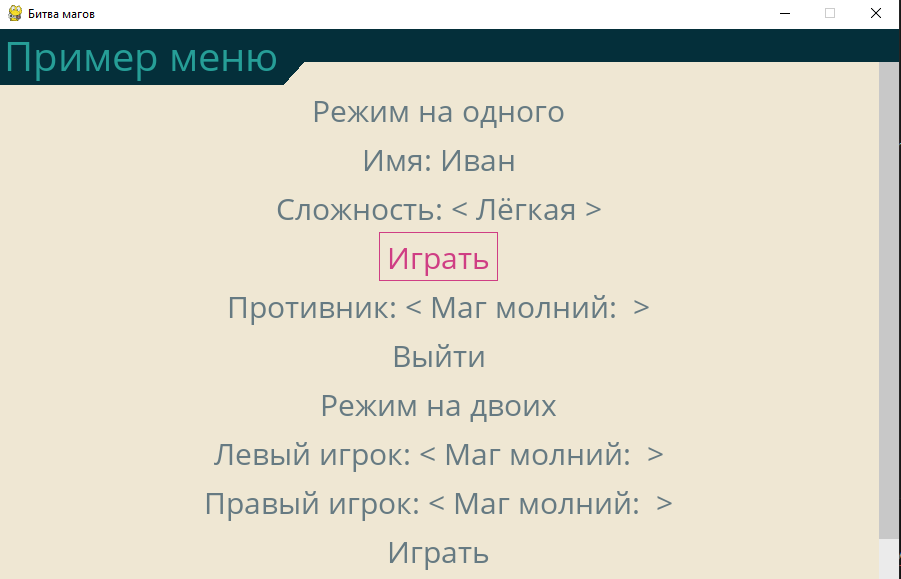 Битва магов
Пример меню
Режим на одного
Имя: Иван
Сложность: < Лёгкая >
Играть
Противник: < Маг молний:  >
Выйти
Режим на двоих
Левый игрок: < Маг молний:  >
Правый игрок: < Маг молний:  >
Играть